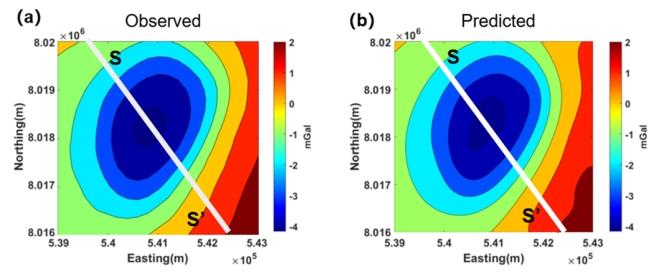 (a) Observed
× 10⁶
8.02
8.019
8.018
8.017
8.016
Northing(m)
S
S'
5.39 5.4 5.41 5.42 5.43
Easting(m) × 10⁵
2
1
0
-1
-2
-3
-4
mGal
(b) Predicted
× 10⁶
8.02
8.019
8.018
8.017
8.016
Northing(m)
S
S'
5.39 5.4 5.41 5.42 5.43
Easting(m) × 10⁵
2
1
0
-1
-2
-3
-4
mGal